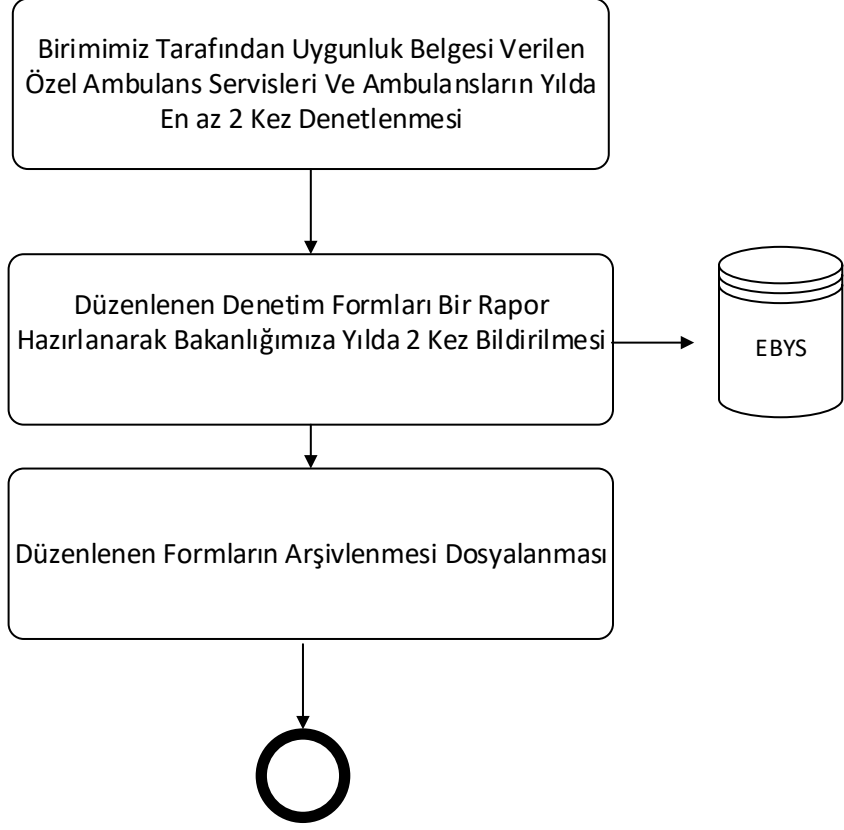 Birimimiz Tarafından Uygunluk Belgesi Verilen
Özel Ambulans Servisleri Ve Ambulansların Yılda
En az 2 Kez Denetlenmesi
Düzenlenen Denetim Formları Bir Rapor
Hazırlanarak Bakanlığımıza Yılda 2 Kez Bildirilmesi
EBYS
Düzenlenen Formların Arşivlenmesi Dosyalanması